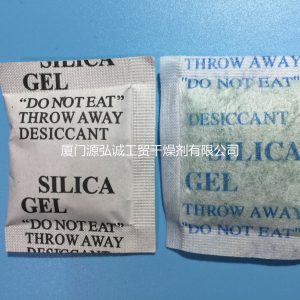 SILICA
GEL
"DO NOT EAT"
THROW AWAY
DESICCANT
SILICA
GEL
"DO NOT EAT"
THROW AWAY
DESICCANT
THROW AWAY
"DO NOT EAT"
DESICCANT
SILICA
GEL
THROW AWAY
"DO NOT EAT"
厦门源弘诚工贸干燥剂有限公司